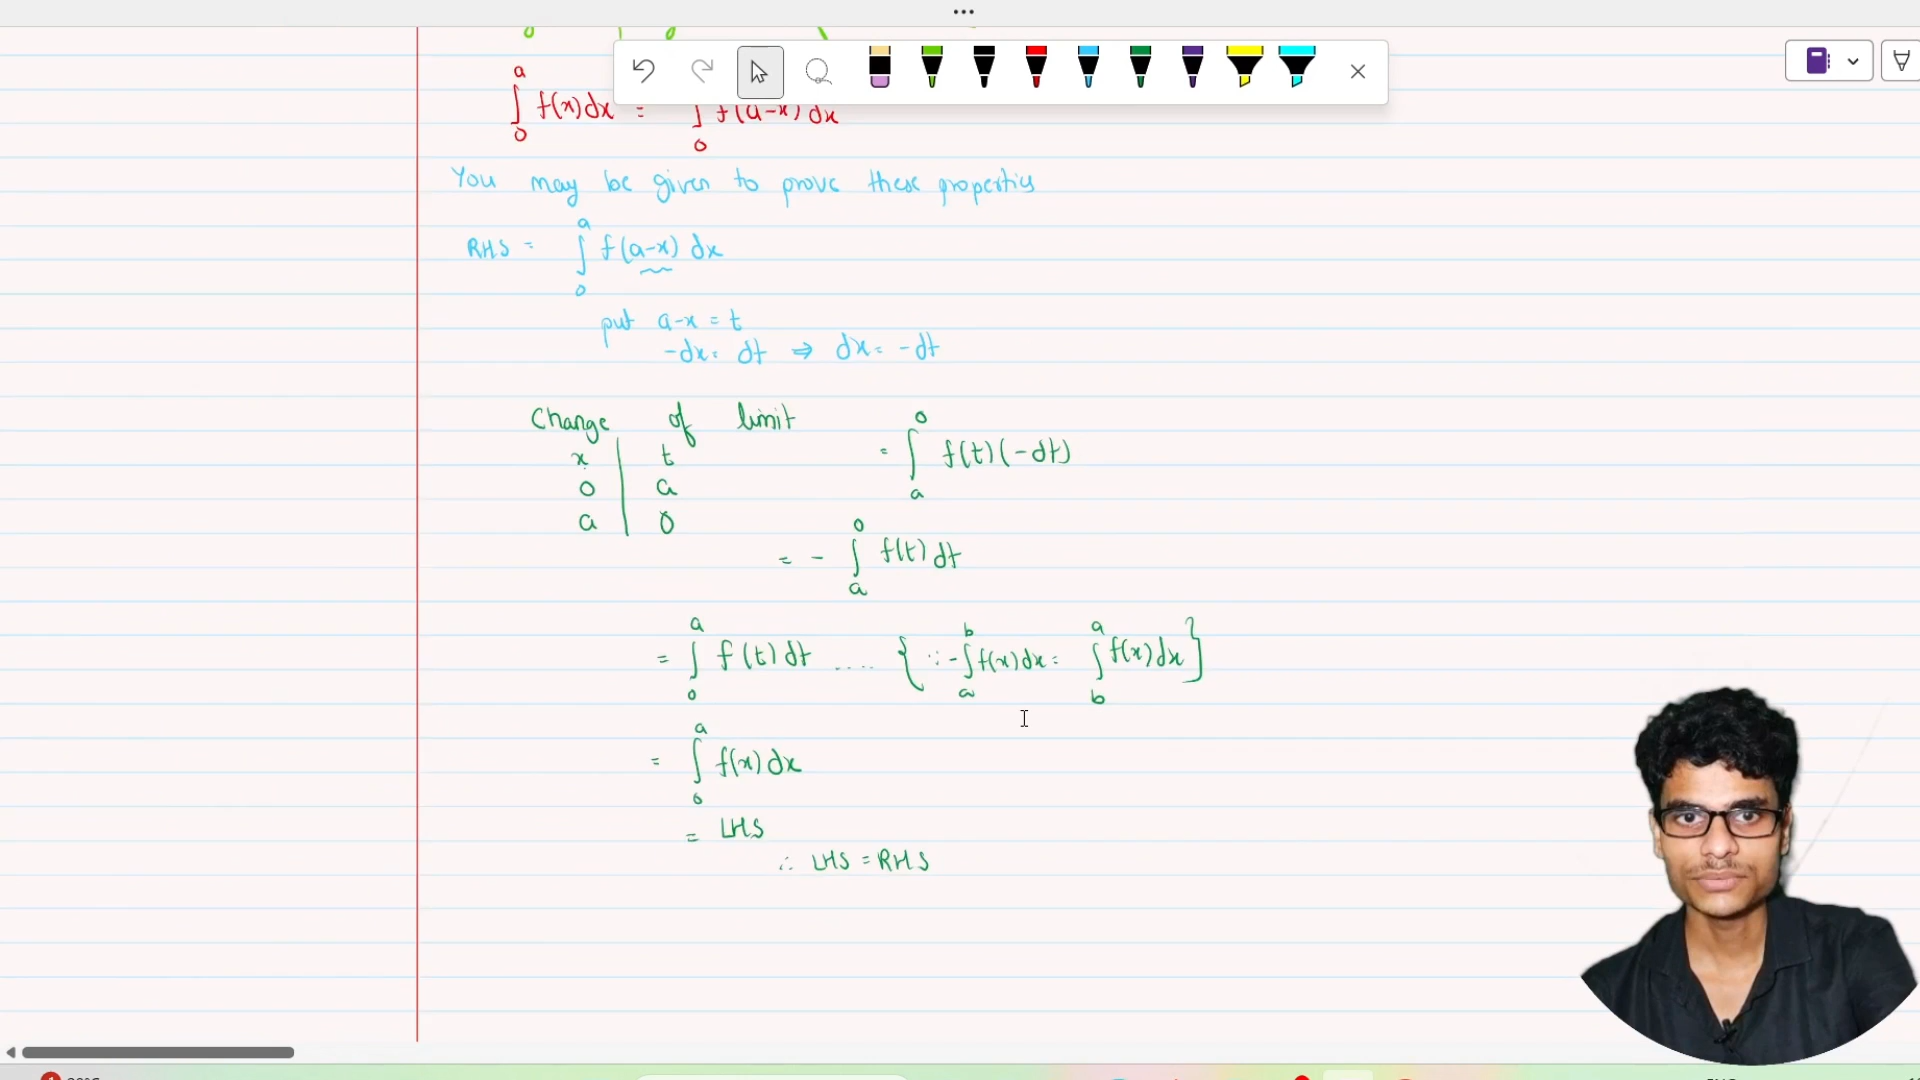 ∫₀ᵃ f(x)dx = ∫₀ f(a-x) dx
You may be given to prove these properties
RHS = ∫₀ᵃ f(a-x) dx
put a-x = t
-dx = dt ⇒ dx = -dt
Change of limit
x | t
0 | a
a | 0
= ∫ₐ⁰ f(t)(-dt)
= - ∫ₐ⁰ f(t) dt
= ∫₀ᵃ f(t) dt .... { ∵ -∫ₐᵇ f(x)dx = ∫_bᵃ f(x)dx }
= ∫₀ᵃ f(x)dx
= LHS
∴ LHS = RHS